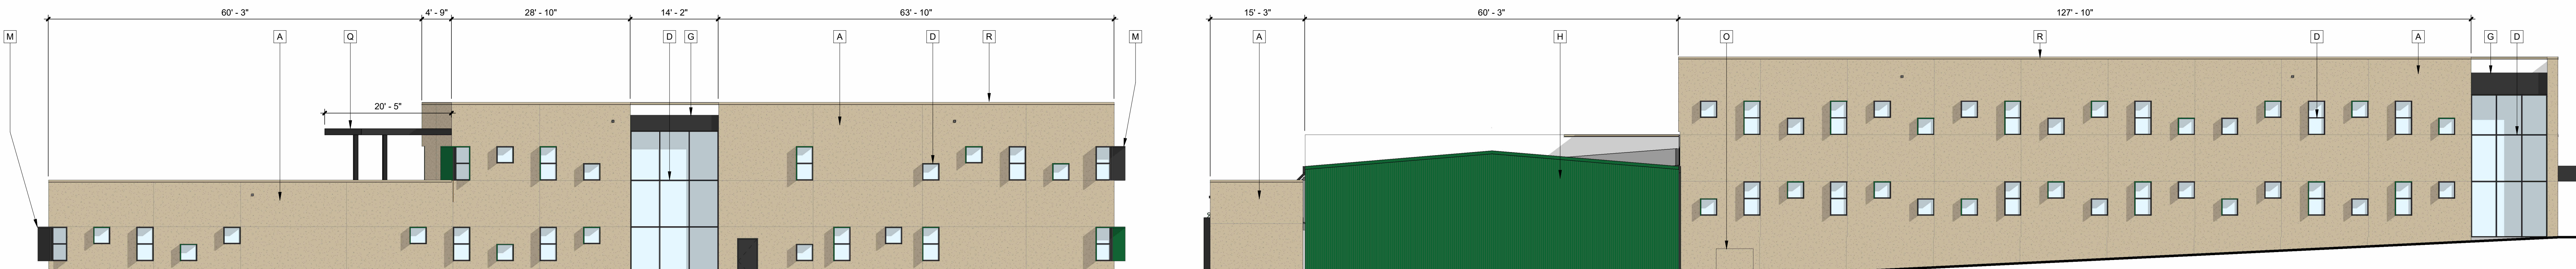 60' - 3" 4' - 9" 28' - 10" 14' - 2" 63' - 10" 15' - 3" 60' - 3" 127' - 10"
M A Q D G A D R M A H O R D A G D
20' - 5"